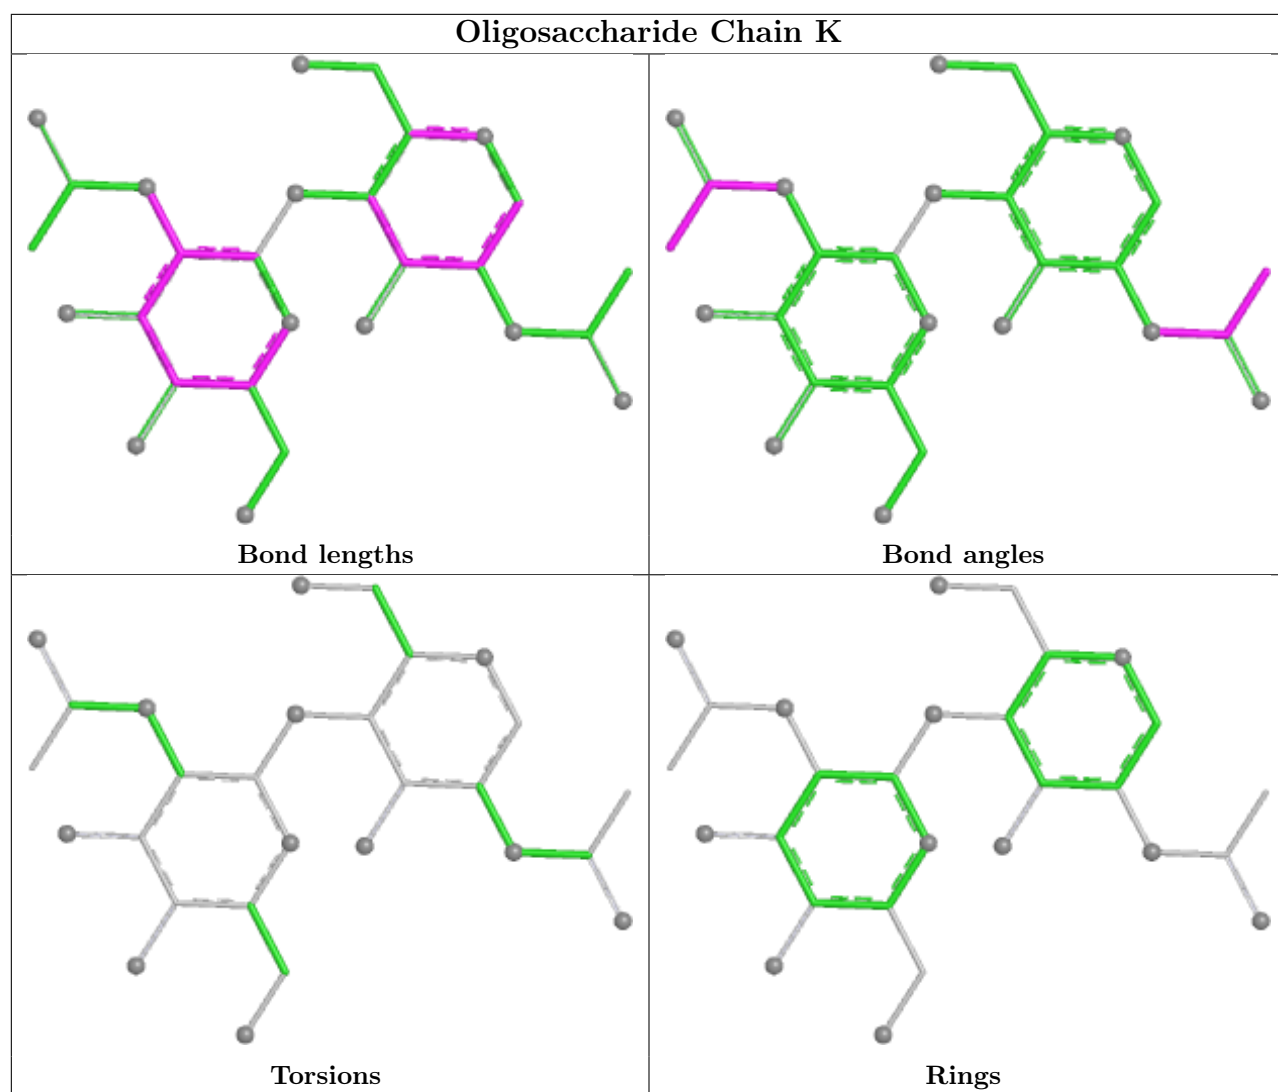 Oligosaccharide Chain K
Bond lengths
Bond angles
Torsions
Rings